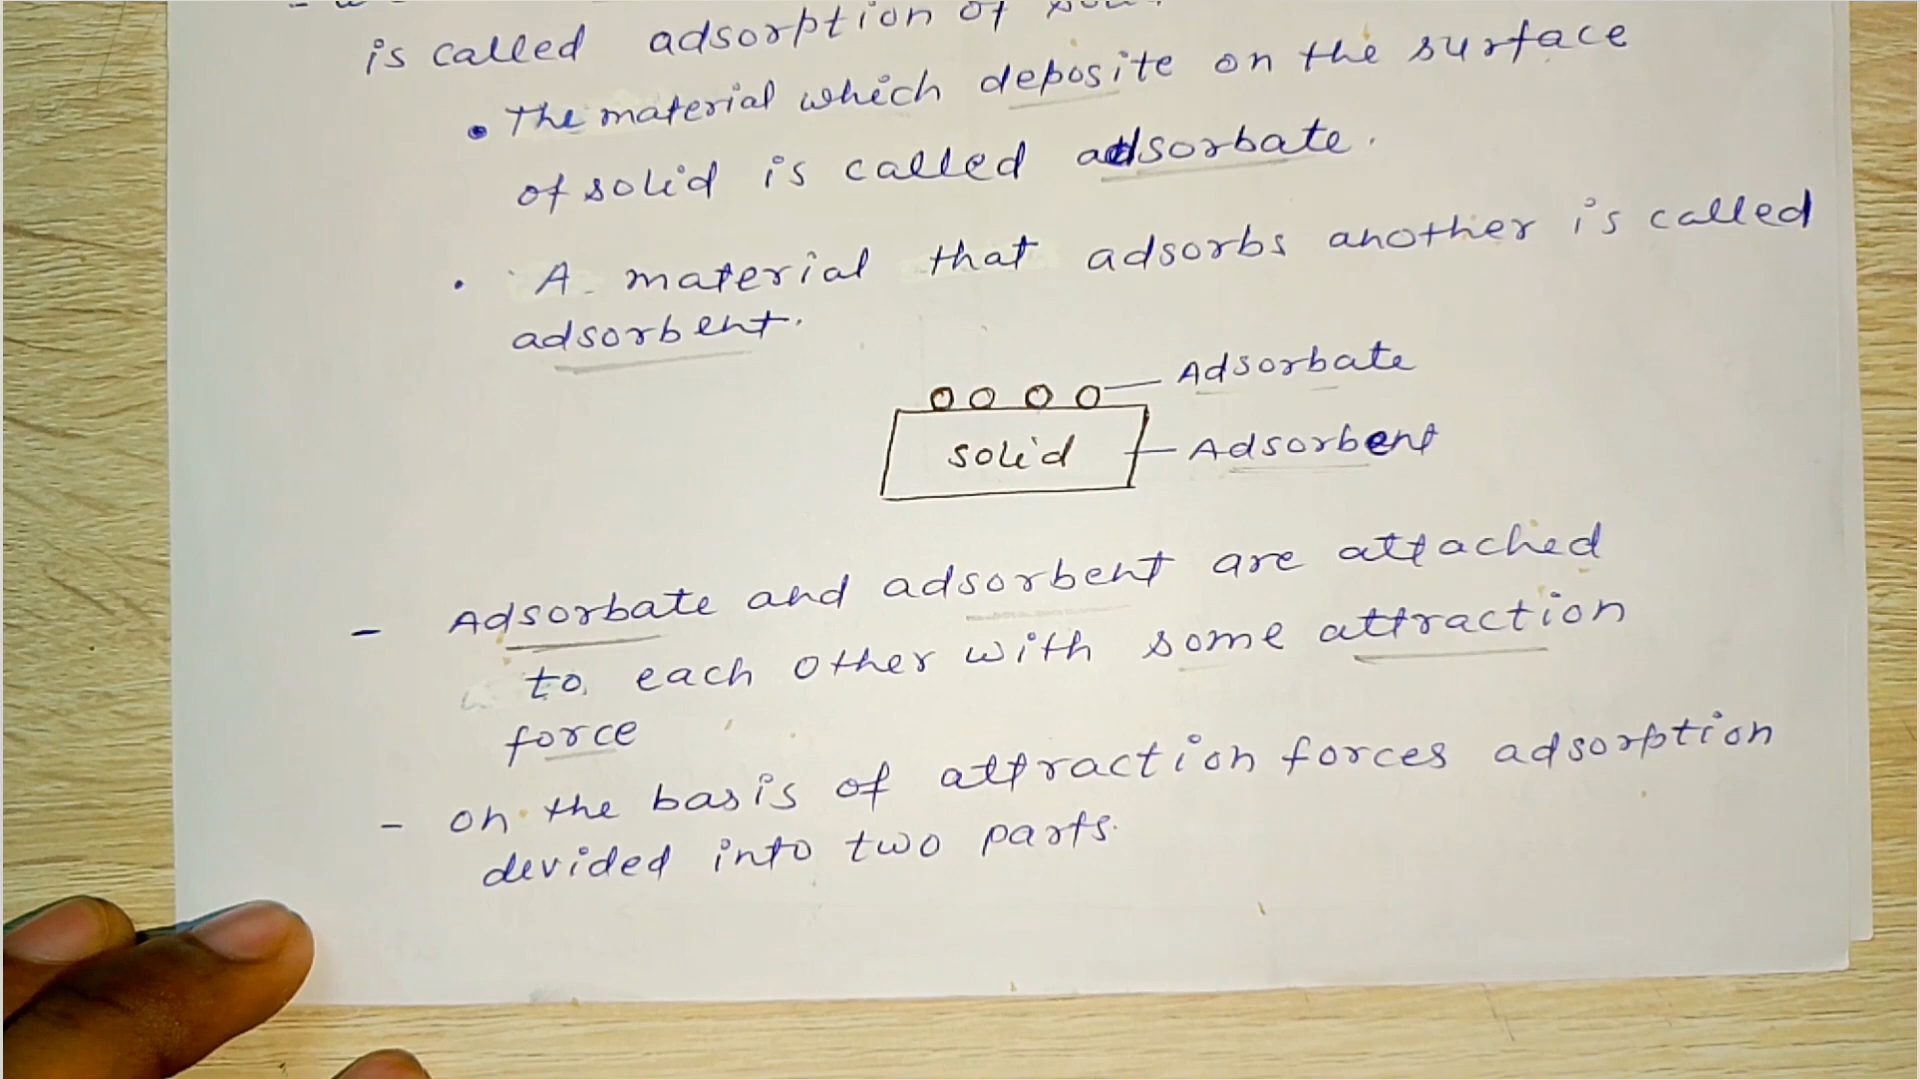 is called adsorption of
• The material which deposite on the surface
of solid is called adsorbate.
• A material that adsorbs another is called
adsorbent.
Adsorbate
solid
Adsorbent
- Adsorbate and adsorbent are attached
to each other with some attraction
force
- on the basis of attraction forces adsorption
devided into two parts.